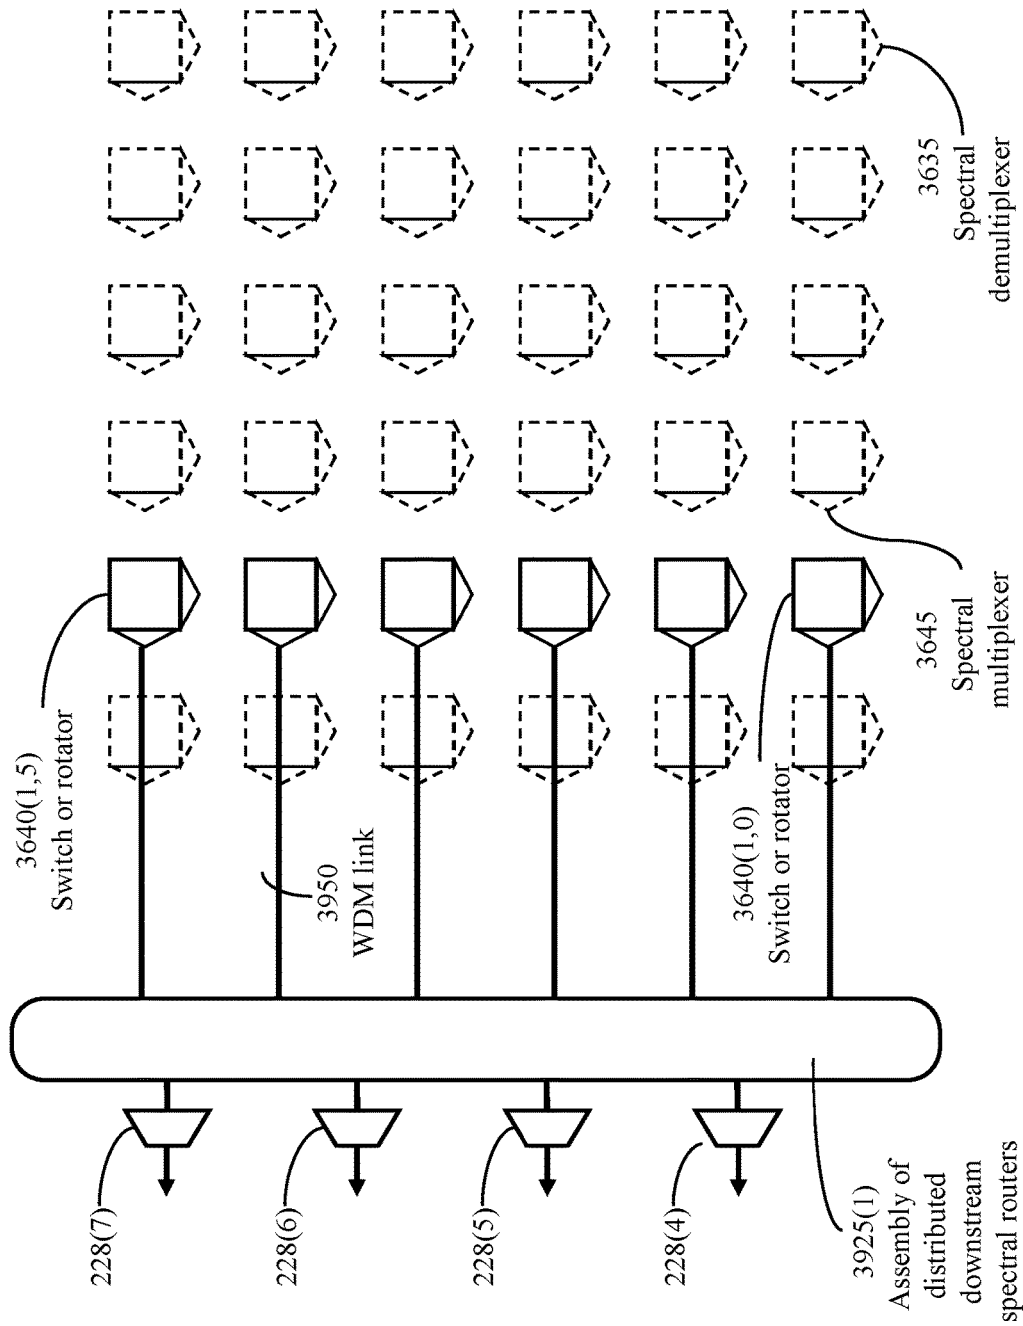 3640(1,5)
Switch or rotator
228(7)
228(6)
3950
WDM link
228(5)
228(4)
3640(1,0)
Switch or rotator
3925(1)
Assembly of
distributed
downstream
spectral routers
3645
Spectral
multiplexer
3635
Spectral
demultiplexer